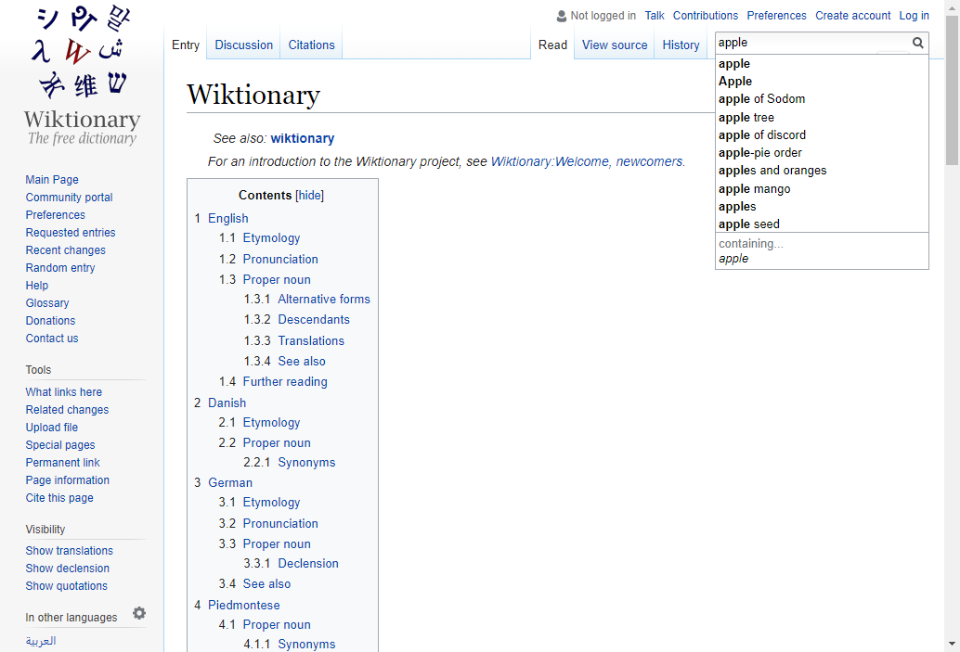 シ
Wiktionary
The free dictionary
Main Page
Community portal
Preferences
Requested entries
Recent changes
Random entry
Help
Glossary
Donations
Contact us
Tools
What links here
Related changes
Upload file
Special pages
Permanent link
Page information
Cite this page
Visibility
Show translations
Show declension
Show quotations
In other languages
العربية
Not logged in Talk Contributions Preferences Create account Log in
Entry Discussion Citations Read View source History
apple
apple
Apple
apple of Sodom
apple tree
apple of discord
apple-pie order
apples and oranges
apple mango
apples
apple seed
containing...
apple
Wiktionary
See also: wiktionary
For an introduction to the Wiktionary project, see Wiktionary:Welcome, newcomers.
Contents [hide]
1 English
1.1 Etymology
1.2 Pronunciation
1.3 Proper noun
1.3.1 Alternative forms
1.3.2 Descendants
1.3.3 Translations
1.3.4 See also
1.4 Further reading
2 Danish
2.1 Etymology
2.2 Proper noun
2.2.1 Synonyms
3 German
3.1 Etymology
3.2 Pronunciation
3.3 Proper noun
3.3.1 Declension
3.4 See also
4 Piedmontese
4.1 Proper noun
4.1.1 Synonyms